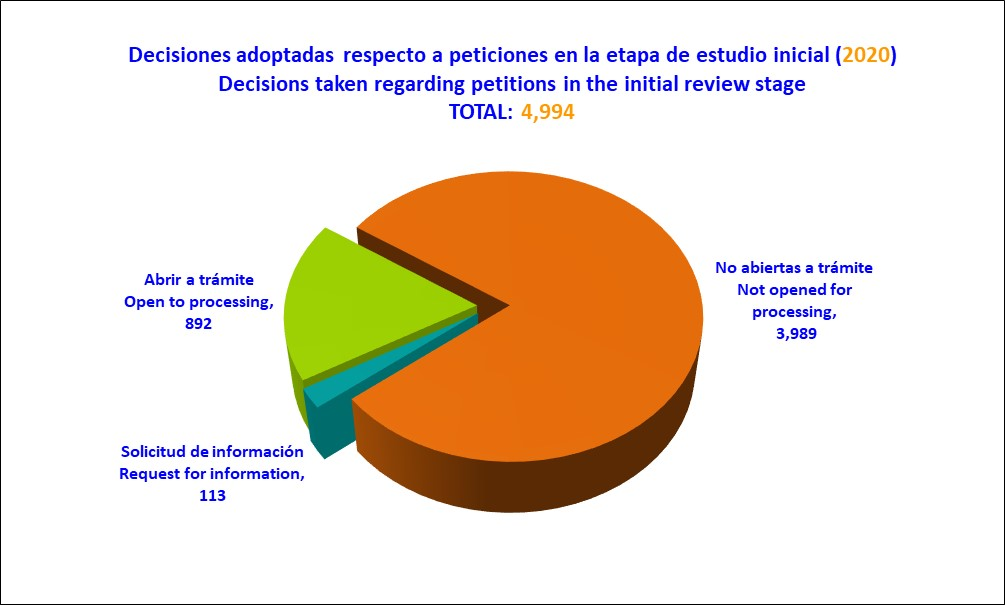 Decisiones adoptadas respecto a peticiones en la etapa de estudio inicial (2020)
Decisions taken regarding petitions in the initial review stage
TOTAL: 4,994
Abrir a trámite
Open to processing,
892
No abiertas a trámite
Not opened for
processing,
3,989
Solicitud de información
Request for information,
113